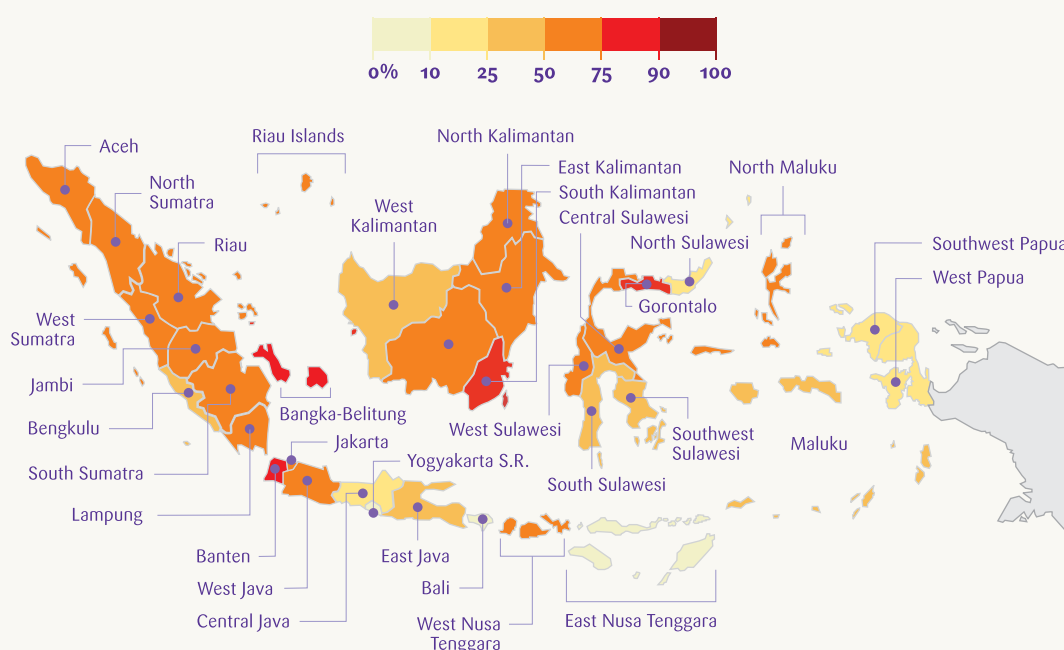 0% 10 25 50 75 90 100
Riau Islands
North Kalimantan
Aceh
East Kalimantan
North Maluku
North
Sumatra
South Kalimantan
West
Kalimantan
Central Sulawesi
Riau
North Sulawesi
Southwest Papua
West Papua
Gorontalo
West
Sumatra
Jambi
Bangka-Belitung
Bengkulu
Jakarta
West Sulawesi
Southwest
Sulawesi
Maluku
South Sumatra
Yogyakarta S.R.
South Sulawesi
Lampung
Banten
East Java
West Java
Bali
Central Java
West Nusa
Tenggara
East Nusa Tenggara